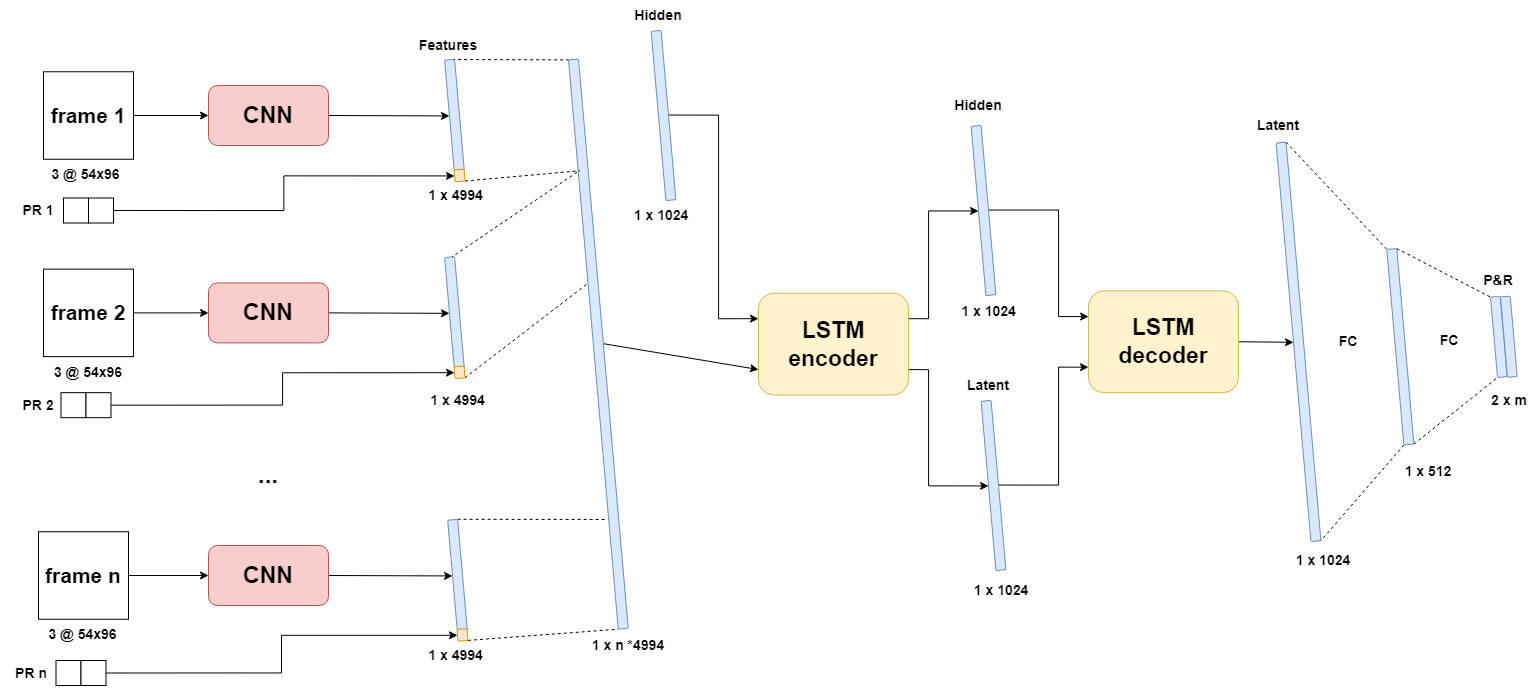 Hidden
Features
frame 1
CNN
3 @ 54x96
PR 1
1 x 4994
1 x 1024
frame 2
CNN
3 @ 54x96
PR 2
1 x 4994
...
frame n
CNN
3 @ 54x96
PR n
1 x 4994
1 x n *4994
LSTM
encoder
Hidden
1 x 1024
Latent
1 x 1024
LSTM
decoder
Latent
1 x 1024
FC
1 x 512
FC
P&R
2 x m